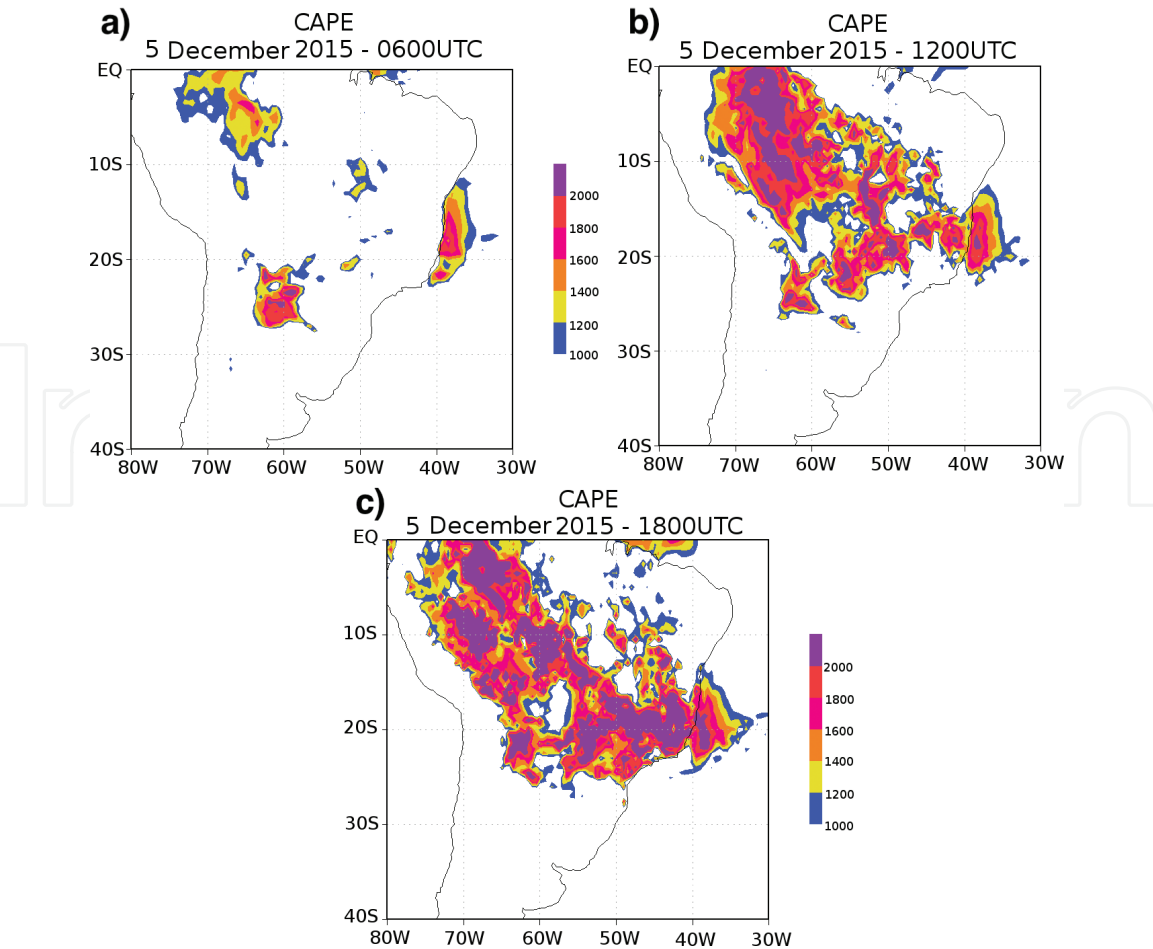 a)
CAPE
5 December 2015 - 0600UTC
EQ
10S
20S
30S
40S
80W 70W 60W 50W 40W 30W
2000
1800
1600
1400
1200
1000
b)
CAPE
5 December 2015 - 1200UTC
EQ
10S
20S
30S
40S
80W 70W 60W 50W 40W 30W
c)
CAPE
5 December 2015 - 1800UTC
EQ
10S
20S
30S
40S
80W 70W 60W 50W 40W 30W
2000
1800
1600
1400
1200
1000